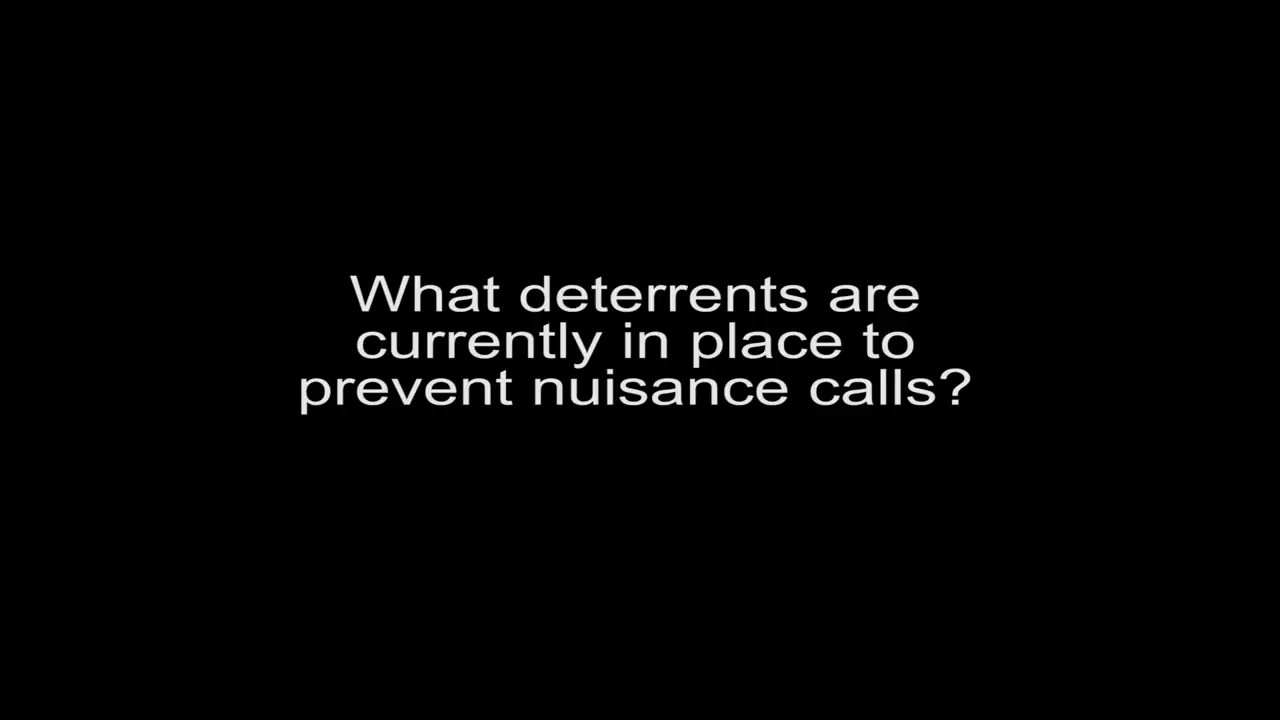 What deterrents are
currently in place to
prevent nuisance calls?